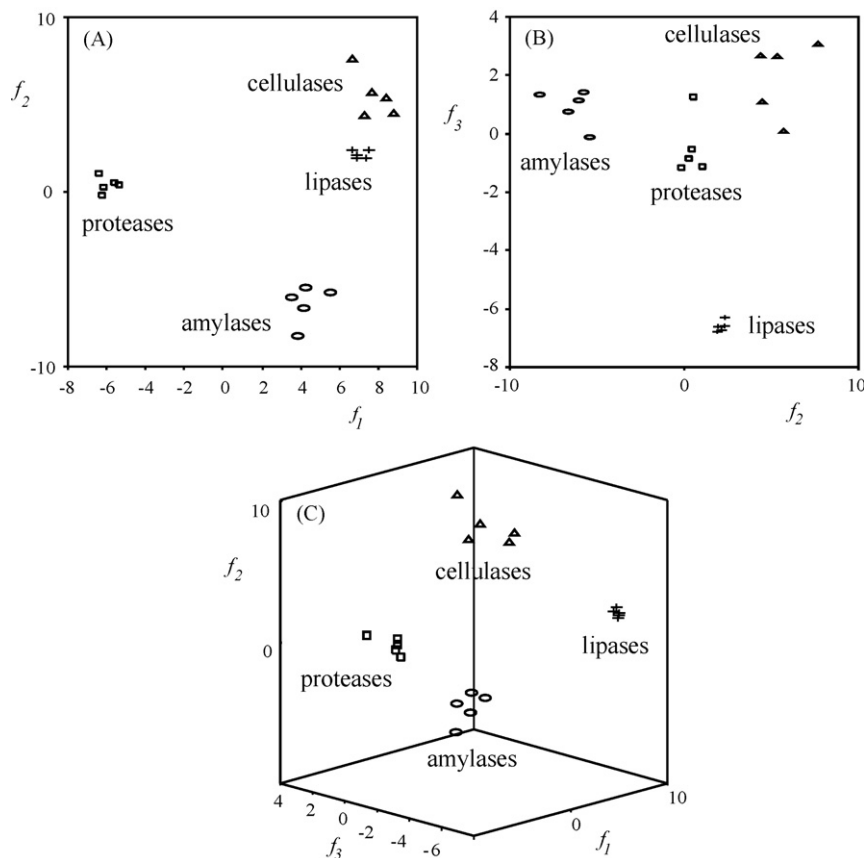 (A)
10
0
-10
f2
cellulases
lipases
proteases
amylases
-8 -6 -4 -2 0 2 4 6 8 10
f1
(B)
4
2
0
-2
-4
-6
-8
f3
cellulases
amylases
proteases
lipases
-10 0 10
f2
(C)
10
0
f2
cellulases
lipases
proteases
amylases
4 2 0 -2 -4 -6
f3
0 10
f1